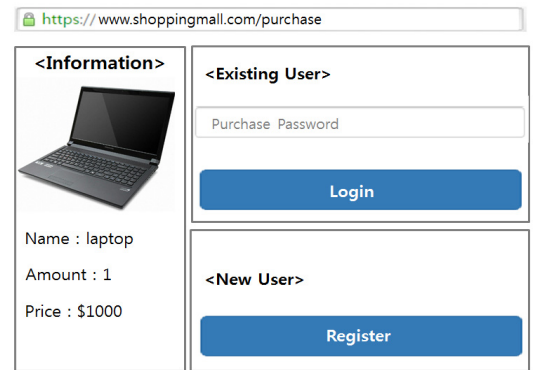 https://www.shoppingmall.com/purchase
<Information>
Name : laptop
Amount : 1
Price : $1000
<Existing User>
Purchase Password
Login
<New User>
Register